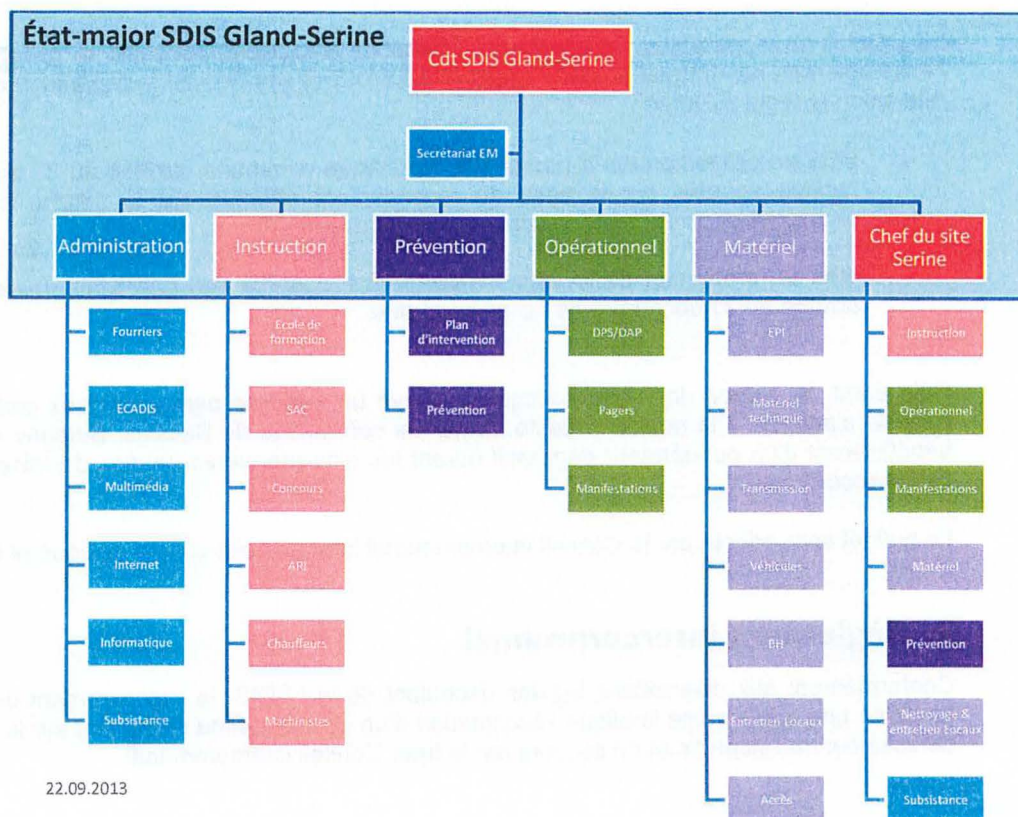 État-major SDIS Gland-Serine
Cdt SDIS Gland-Serine
Secrétariat EM
Administration
Instruction
Prévention
Opérationnel
Matériel
Chef du site
Serine
Fourriers
ECADIS
Multimédia
Internet
Informatique
Subsistance
Ecole de
formation
SAC
Concours
ARI
Chauffeurs
Machinistes
Plan
d'intervention
Prévention
DPS/DAP
Pagers
Manifestations
EPI
Matériel
technique
Transmission
Véhicules
BH
Entretien Locaux
Accès
Instruction
Opérationnel
Manifestations
Matériel
Prévention
Nettoyage &
entretien Locaux
Subsistance
22.09.2013